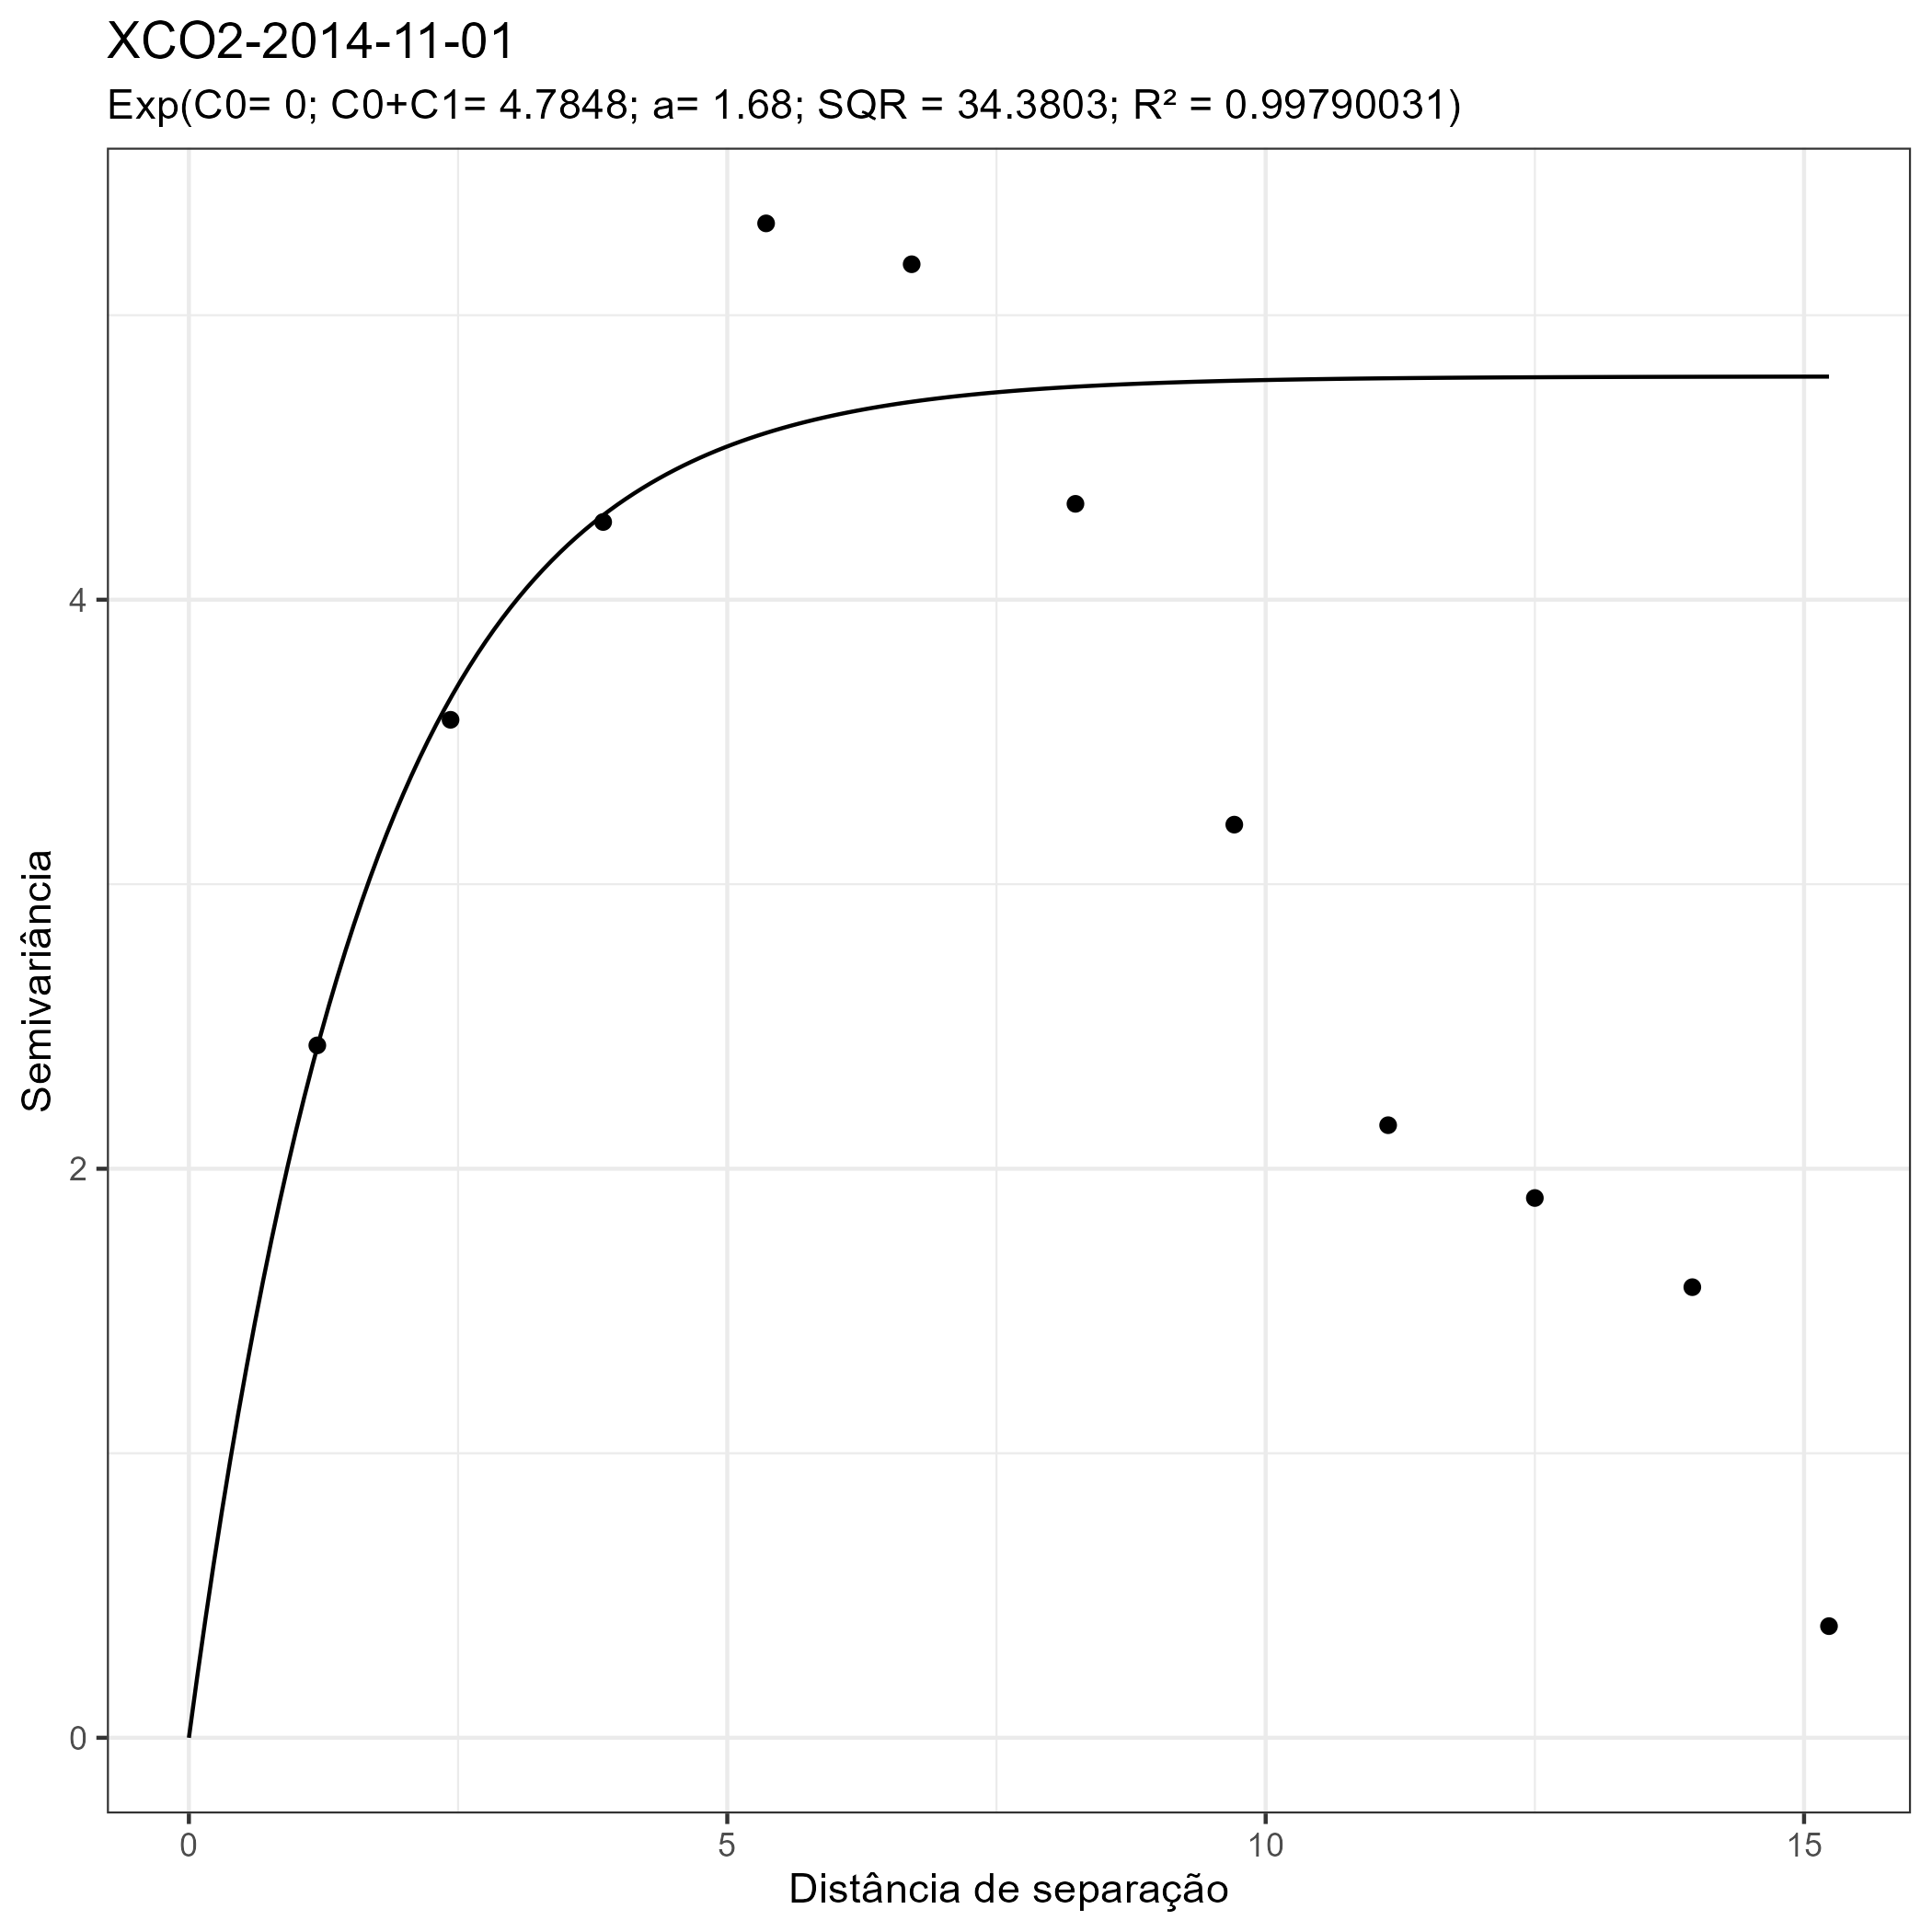 XCO2-2014-11-01
Exp(C0= 0; C0+C1= 4.7848; a= 1.68; SQR = 34.3803; R² = 0.99790031)
Semivariância
4
2
0
0 5 10 15
Distância de separação